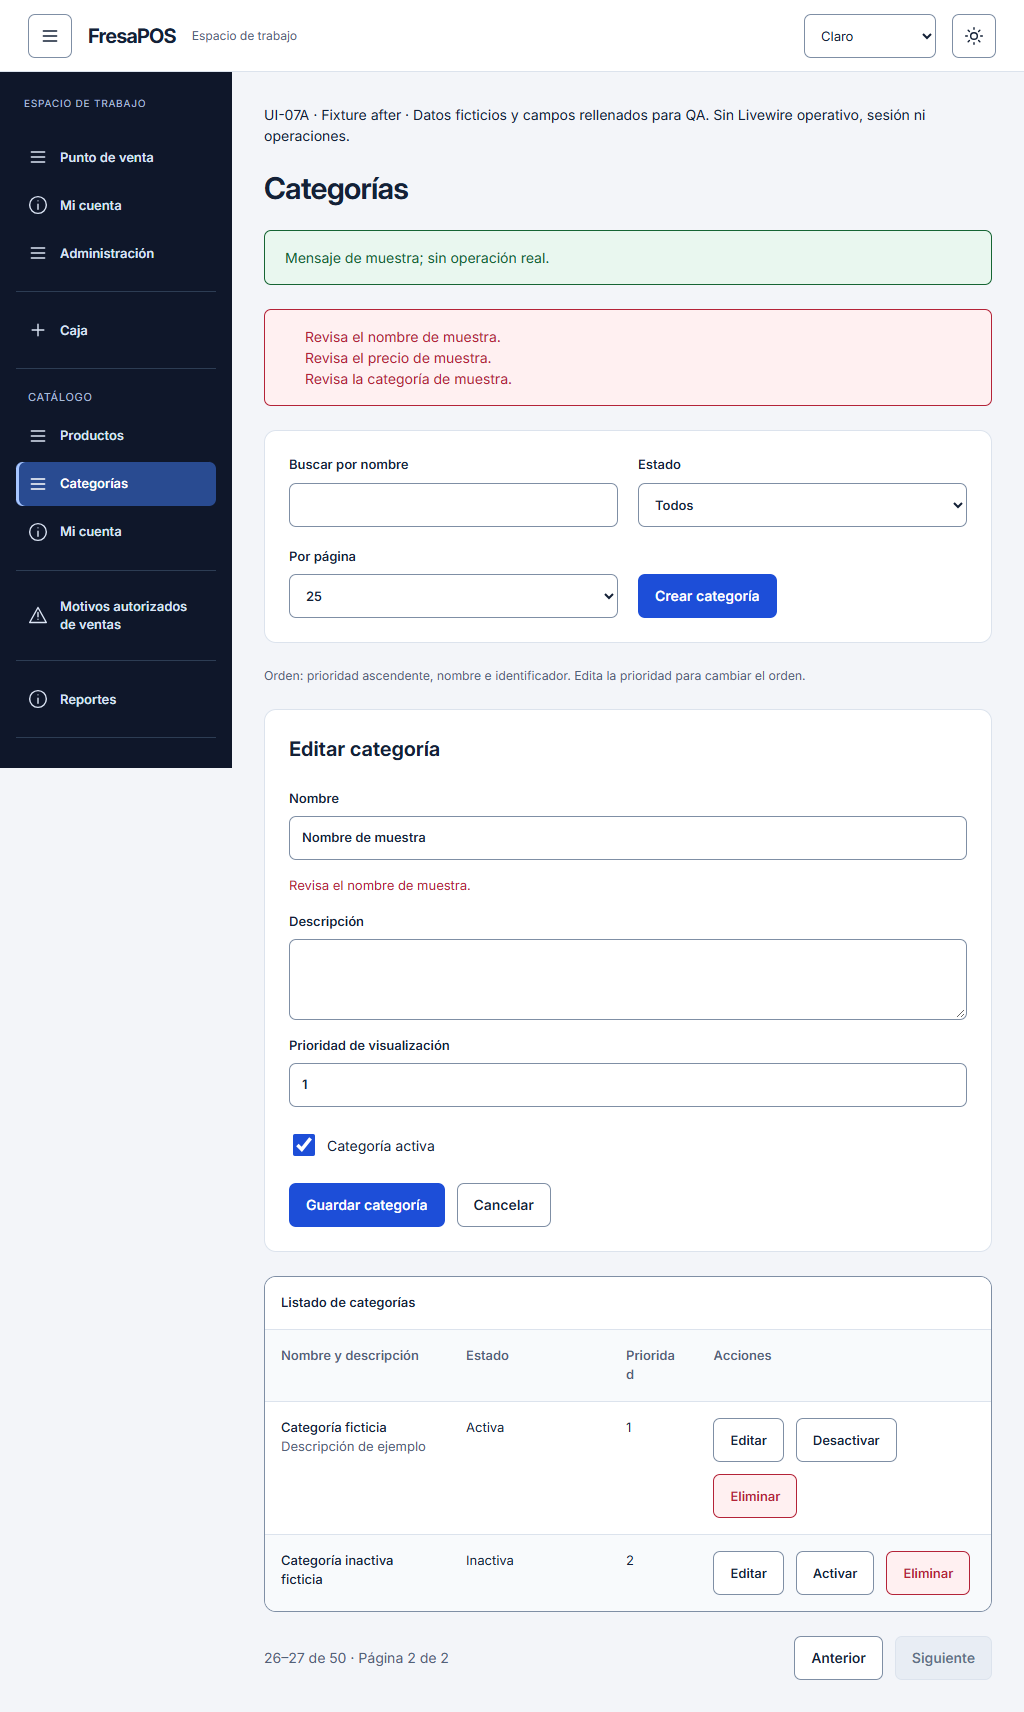 FresaPOS
Espacio de trabajo
Claro
ESPACIO DE TRABAJO
Punto de venta
Mi cuenta
Administración
Caja
CATÁLOGO
Productos
Categorías
Mi cuenta
Motivos autorizados
de ventas
Reportes
UI-07A · Fixture after · Datos ficticios y campos rellenados para QA. Sin Livewire operativo, sesión ni
operaciones.
Categorías
Mensaje de muestra; sin operación real.
Revisa el nombre de muestra.
Revisa el precio de muestra.
Revisa la categoría de muestra.
Buscar por nombre
Estado
Todos
Por página
25
Crear categoría
Orden: prioridad ascendente, nombre e identificador. Edita la prioridad para cambiar el orden.
Editar categoría
Nombre
Nombre de muestra
Revisa el nombre de muestra.
Descripción
Prioridad de visualización
1
Categoría activa
Guardar categoría
Cancelar
Listado de categorías
Nombre y descripción
Estado
Priorida
d
Acciones
Categoría ficticia
Descripción de ejemplo
Activa
1
Editar
Desactivar
Eliminar
Categoría inactiva
ficticia
Inactiva
2
Editar
Activar
Eliminar
26–27 de 50 · Página 2 de 2
Anterior
Siguiente